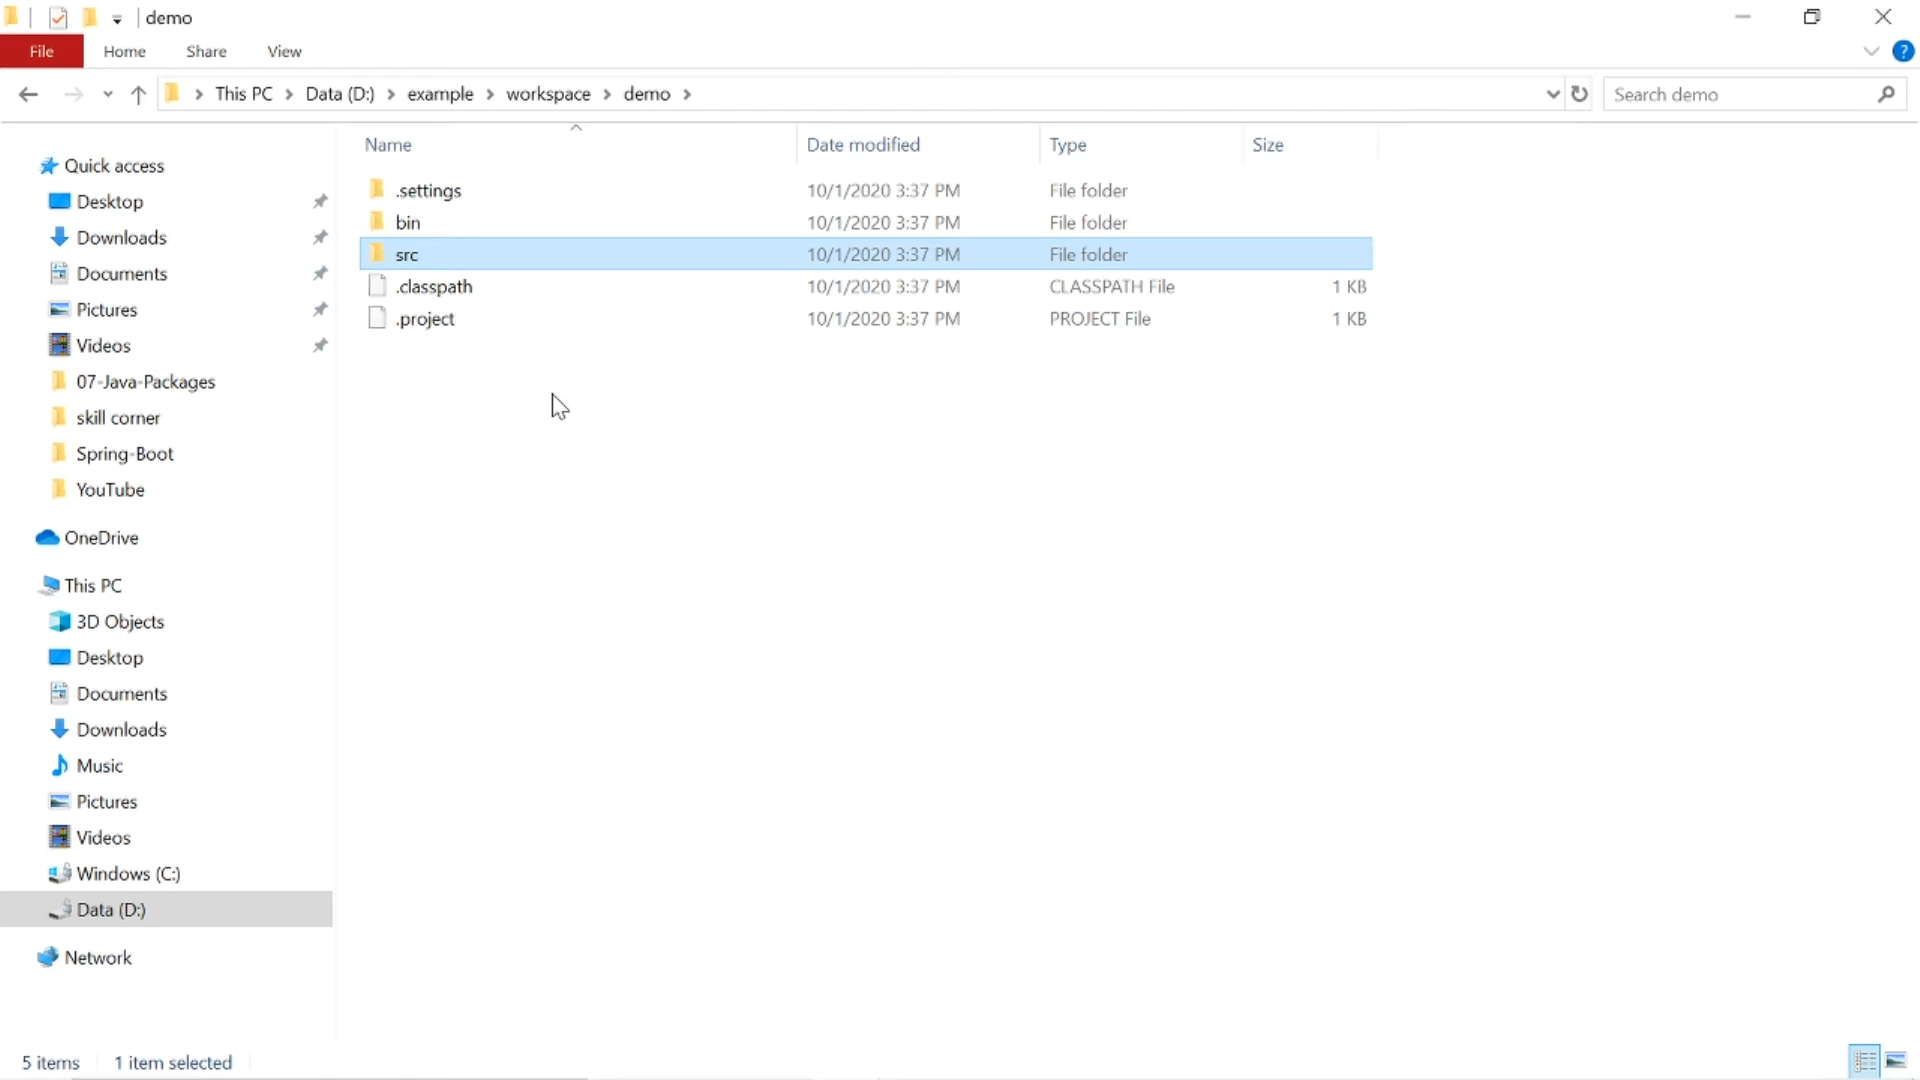 demo
File Home Share View ?
This PC Data (D:) example workspace demo Search demo
Name Date modified Type Size
.settings 10/1/2020 3:37 PM File folder
bin 10/1/2020 3:37 PM File folder
src 10/1/2020 3:37 PM File folder
.classpath 10/1/2020 3:37 PM CLASSPATH File 1 KB
.project 10/1/2020 3:37 PM PROJECT File 1 KB
Quick access
Desktop
Downloads
Documents
Pictures
Videos
07-Java-Packages
skill corner
Spring-Boot
YouTube
OneDrive
This PC
3D Objects
Desktop
Documents
Downloads
Music
Pictures
Videos
Windows (C:)
Data (D:)
Network
5 items 1 item selected